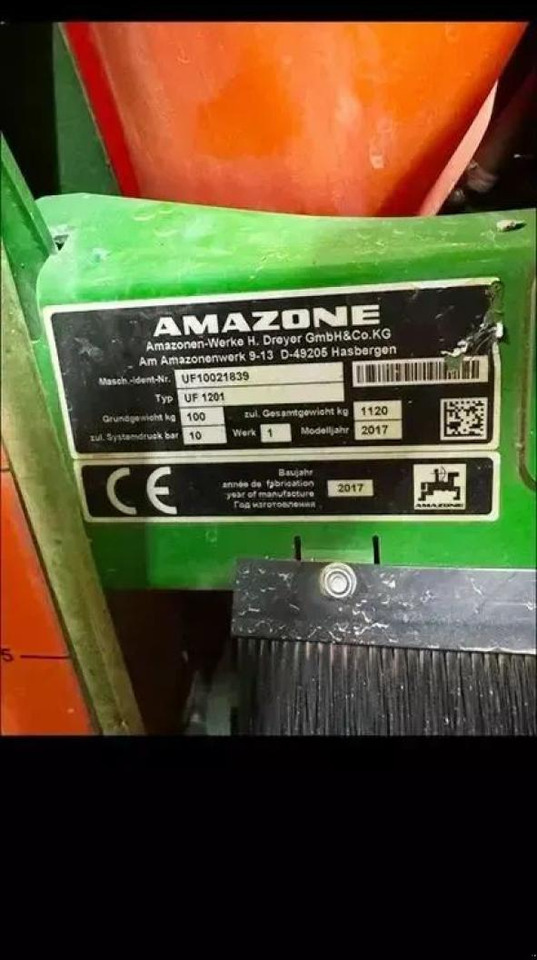 AMAZONE
Amazonen-Werke H. Dreyer GmbH&Co.KG
Am Amazonenwerk 9-13 D-49205 Hasbergen
Masch.-Ident-Nr. UF10021839
Typ UF 1201
Grundgewicht kg 100 zul. Gesamtgewicht kg 1120
zul. Systemdruck bar 10 Werk 1 Modelljahr 2017
CE
Baujahr
année de fabrication
year of manufacture
Год изготовления
2017
AMAZONE
5